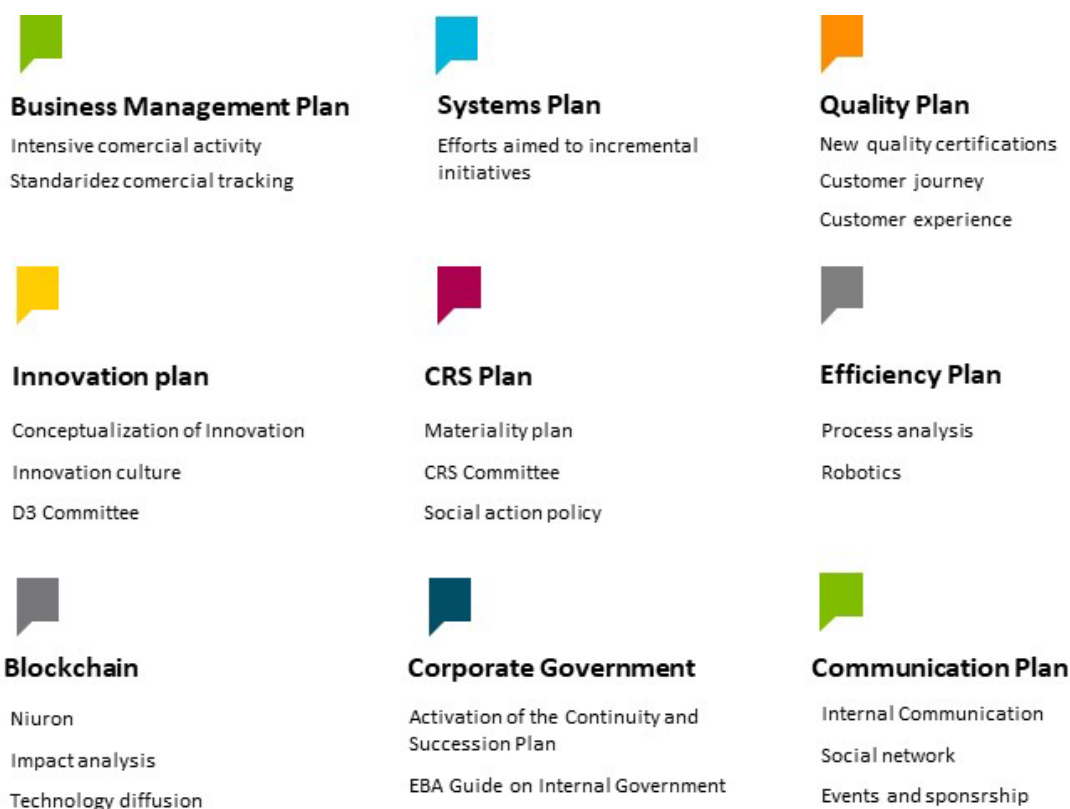 Business Management Plan
Intensive comercial activity
Standaridez comercial tracking
Systems Plan
Efforts aimed to incremental
initiatives
Quality Plan
New quality certifications
Customer journey
Customer experience
Innovation plan
Conceptualization of Innovation
Innovation culture
D3 Committee
CRS Plan
Materiality plan
CRS Committee
Social action policy
Efficiency Plan
Process analysis
Robotics
Blockchain
Niuron
Impact analysis
Technology diffusion
Corporate Government
Activation of the Continuity and
Succession Plan
EBA Guide on Internal Government
Communication Plan
Internal Communication
Social network
Events and sponsrship